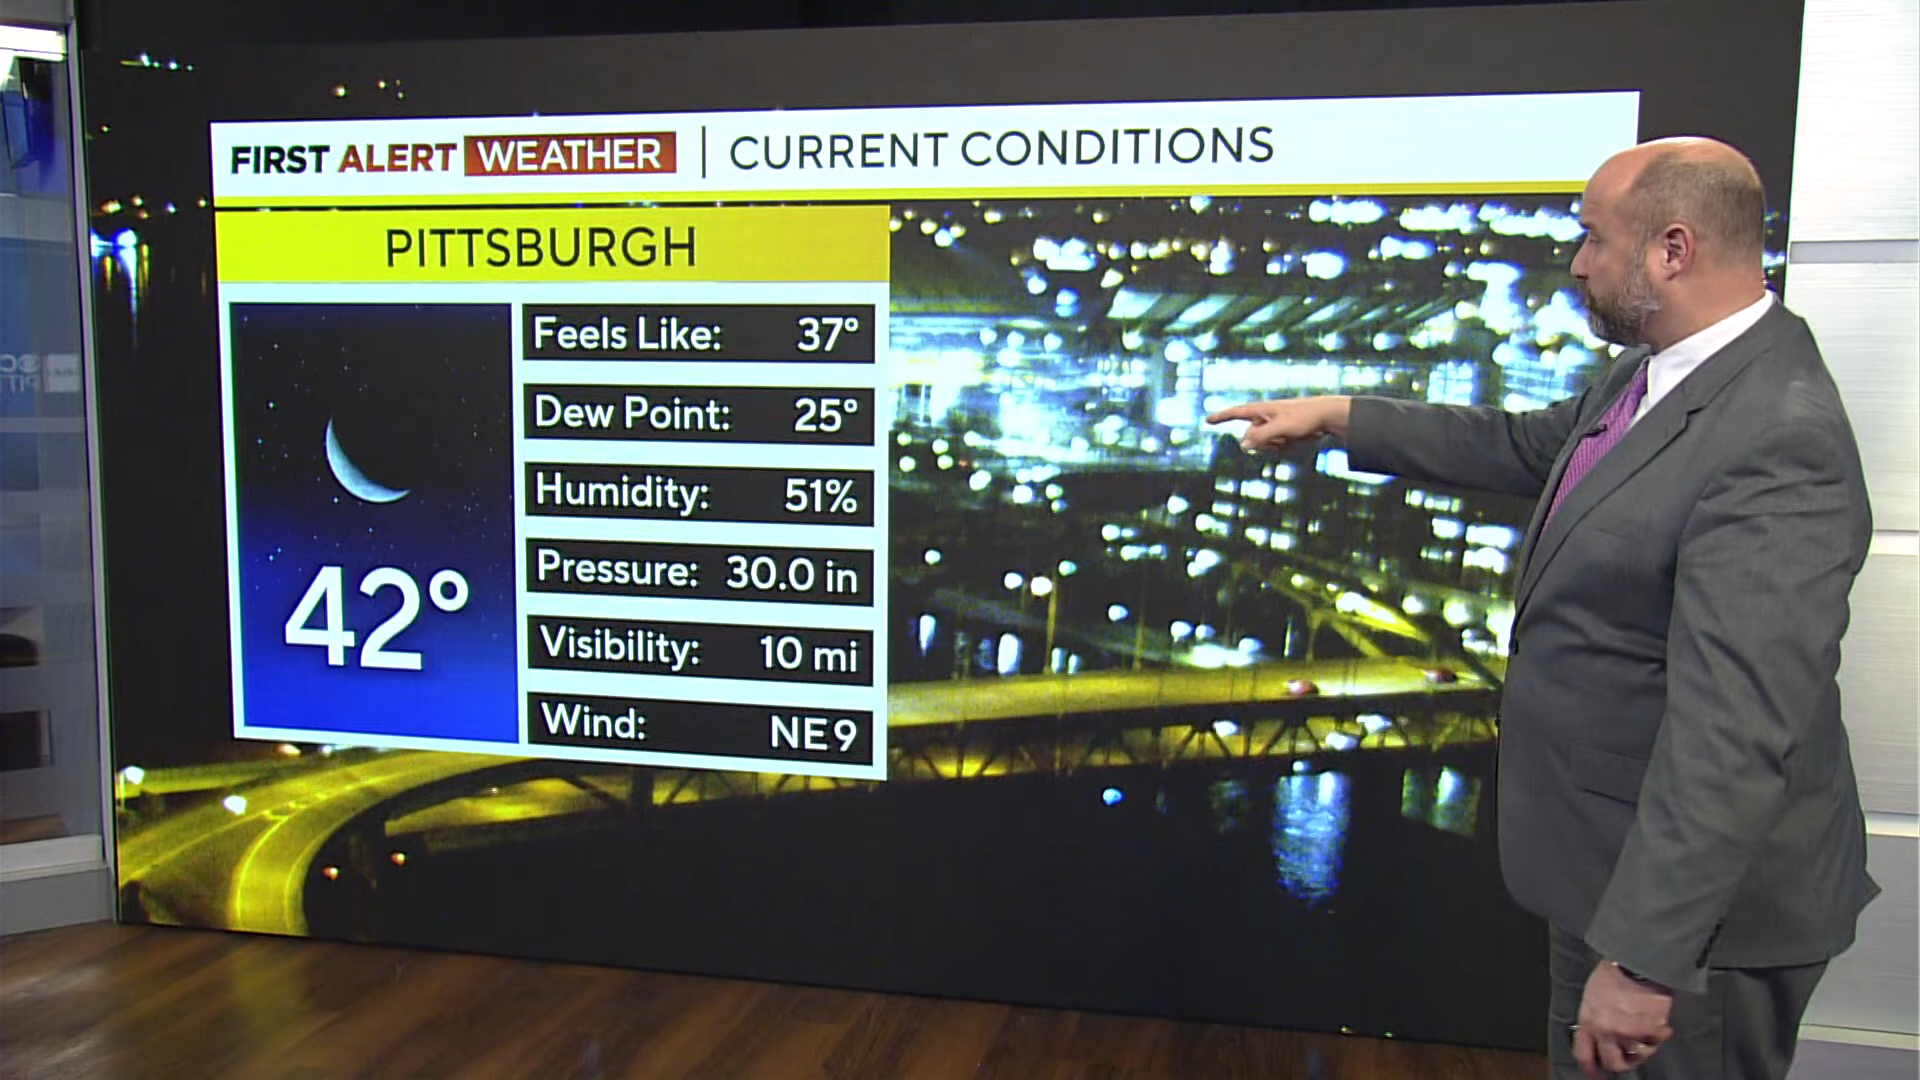 FIRST ALERT WEATHER | CURRENT CONDITIONS
PITTSBURGH
42°
Feels Like: 37°
Dew Point: 25°
Humidity: 51%
Pressure: 30.0 in
Visibility: 10 mi
Wind: NE9